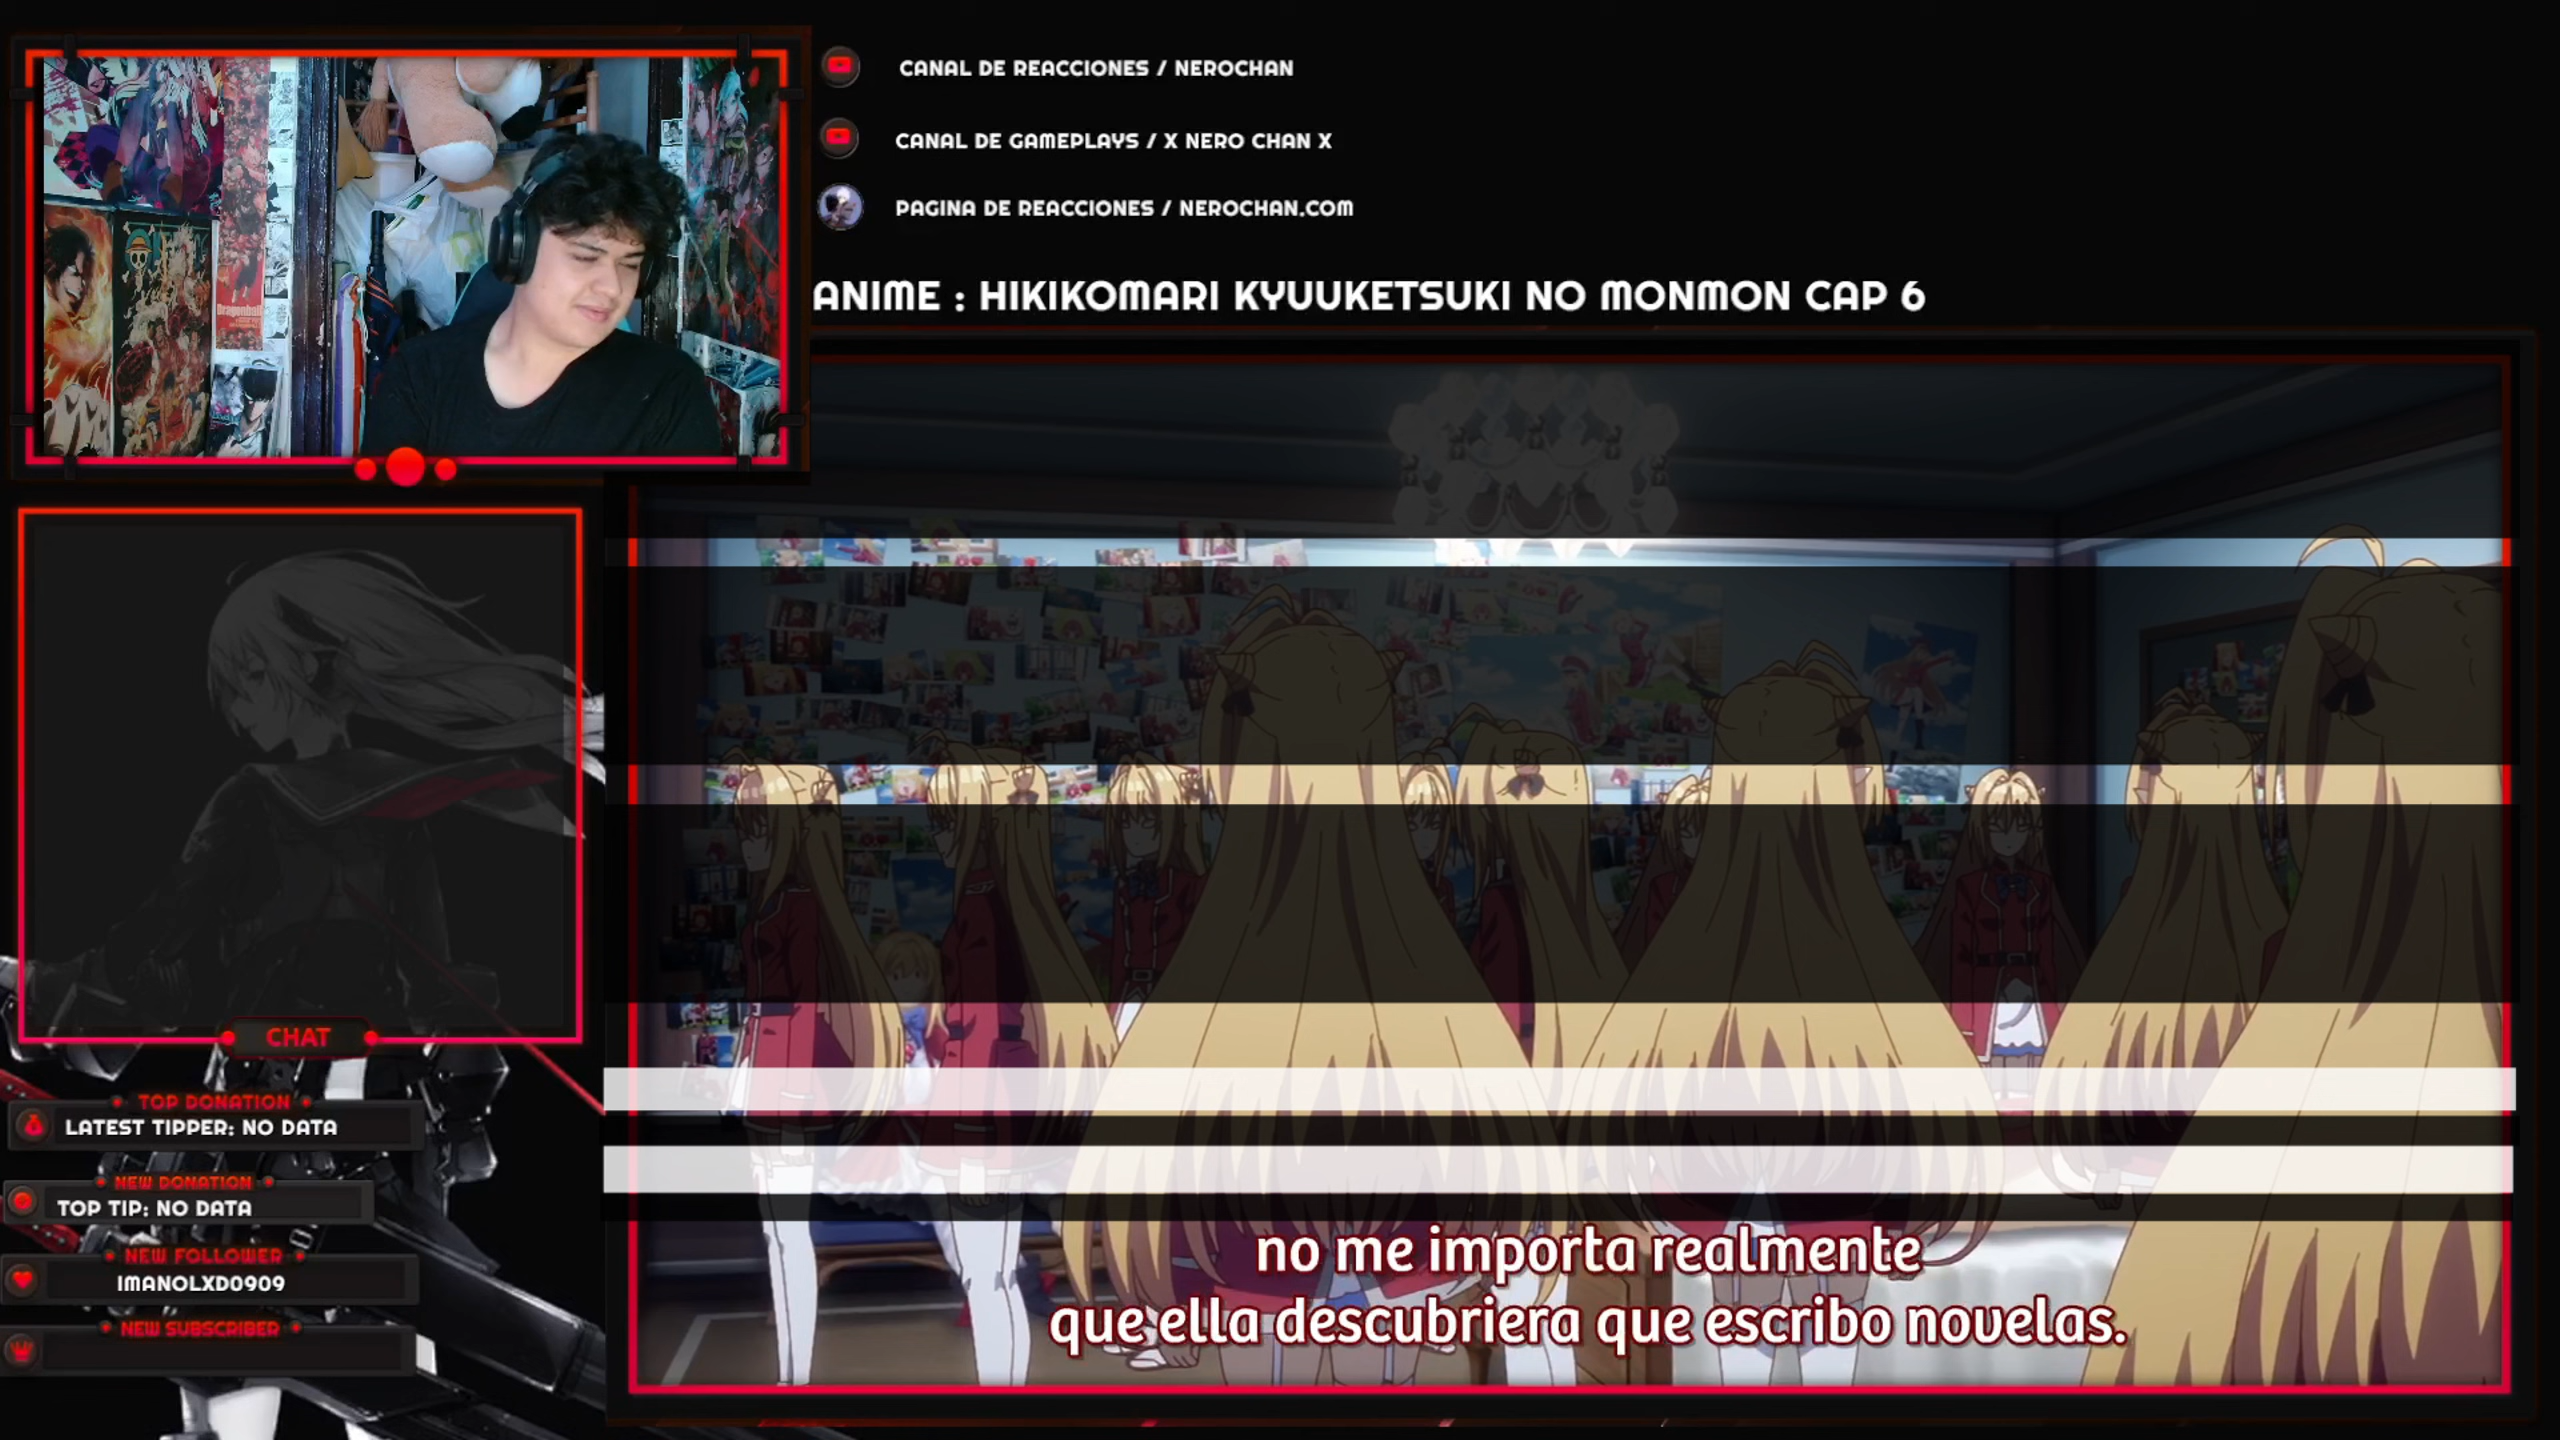 CANAL DE REACCIONES / NEROCHAN
CANAL DE GAMEPLAYS / X NERO CHAN X
PAGINA DE REACCIONES / NEROCHAN.COM
ANIME : HIKIKOMARI KYUUKETSUKI NO MONMON CAP 6
Dragonball
CHAT
TOP DONATION
LATEST TIPPER: NO DATA
NEW DONATION
TOP TIP: NO DATA
NEW FOLLOWER
IMANOLXD0909
NEW SUBSCRIBER
no me importa realmente
que ella descubriera que escribo novelas.